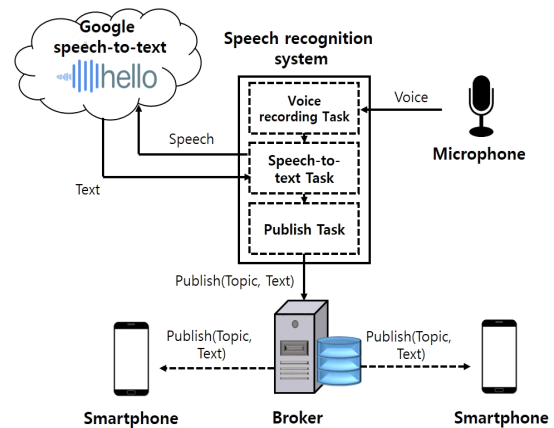 Google
speech-to-text
hello
Speech recognition
system
Voice
recording Task
Voice
Microphone
Speech
Speech-to-
text Task
Text
Publish Task
Publish(Topic, Text)
Publish(Topic,
Text)
Publish(Topic,
Text)
Smartphone
Broker
Smartphone